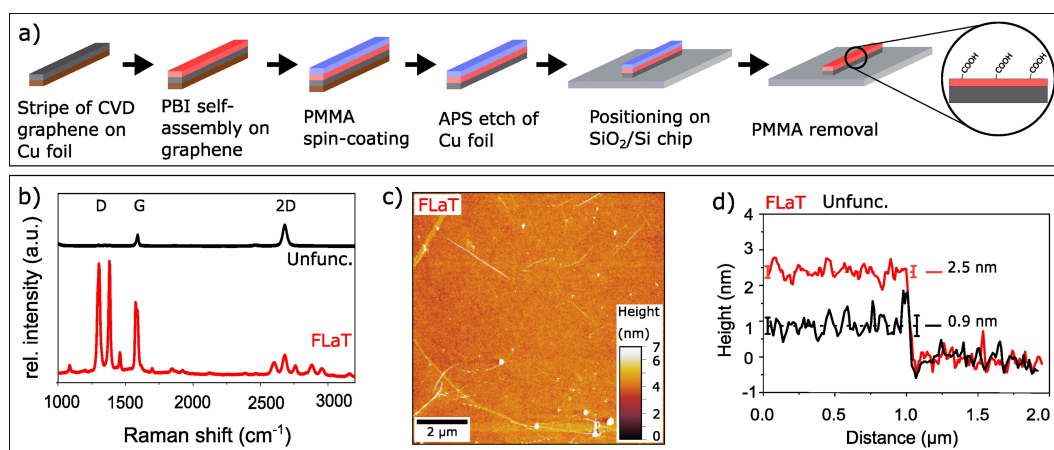 a)
COOH
COOH
COOH
Stripe of CVD
graphene on
Cu foil
PBI self-
assembly on
graphene
PMMA
spin-coating
APS etch of
Cu foil
Positioning on
SiO₂/Si chip
PMMA removal
b)
D
G
2D
Unfunc.
FLaT
rel. intensity (a.u.)
1000
1500
2000
2500
3000
Raman shift (cm⁻¹)
c)
FLaT
Height
(nm)
7
6
5
4
3
2
1
0
2 µm
d)
FLaT Unfunc.
4
3
2
1
0
-1
Height (nm)
2.5 nm
0.9 nm
0.0
0.5
1.0
1.5
2.0
Distance (µm)